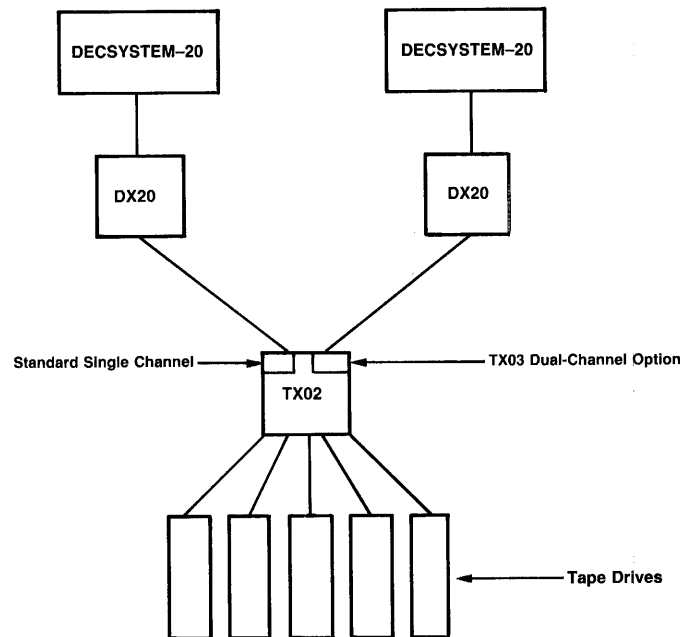 DECSYSTEM–20
DECSYSTEM–20
DX20
DX20
Standard Single Channel
TX03 Dual-Channel Option
TX02
Tape Drives